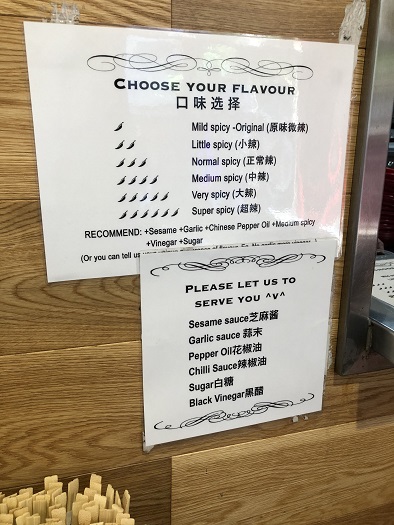 CHOOSE YOUR FLAVOUR
口味选择
Mild spicy -Original (原味微辣)
Little spicy (小辣)
Normal spicy (正常辣)
Medium spicy (中辣)
Very spicy (大辣)
Super spicy (超辣)
RECOMMEND: +Sesame +Garlic +Chinese Pepper Oil +Medium spicy
+Vinegar +Sugar
(Or you can tell us
PLEASE LET US TO
SERVE YOU ^V^
Sesame sauce芝麻酱
Garlic sauce 蒜末
Pepper Oil花椒油
Chilli Sauce辣椒油
Sugar白糖
Black Vinegar黑醋